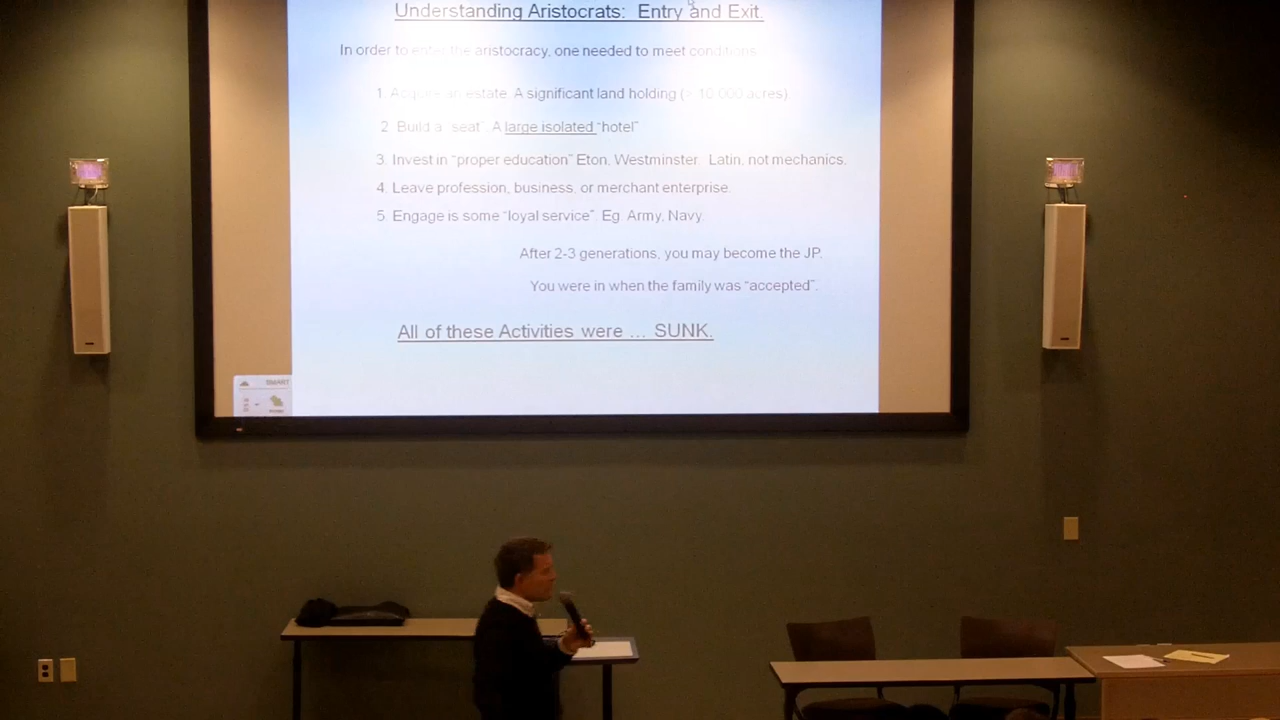 Understanding Aristocrats: Entry and Exit.
In order to enter the aristocracy, one needed to meet conditions.
1. Acquire an estate. A significant land holding (> 10,000 acres)
2. Build a "seat". A large isolated "hotel"
3. Invest in "proper education" Eton, Westminster. Latin, not mechanics.
4. Leave profession, business, or merchant enterprise.
5. Engage is some "loyal service". Eg. Army, Navy.
After 2-3 generations, you may become the JP.
You were in when the family was "accepted".
All of these Activities were ... SUNK.
SMART